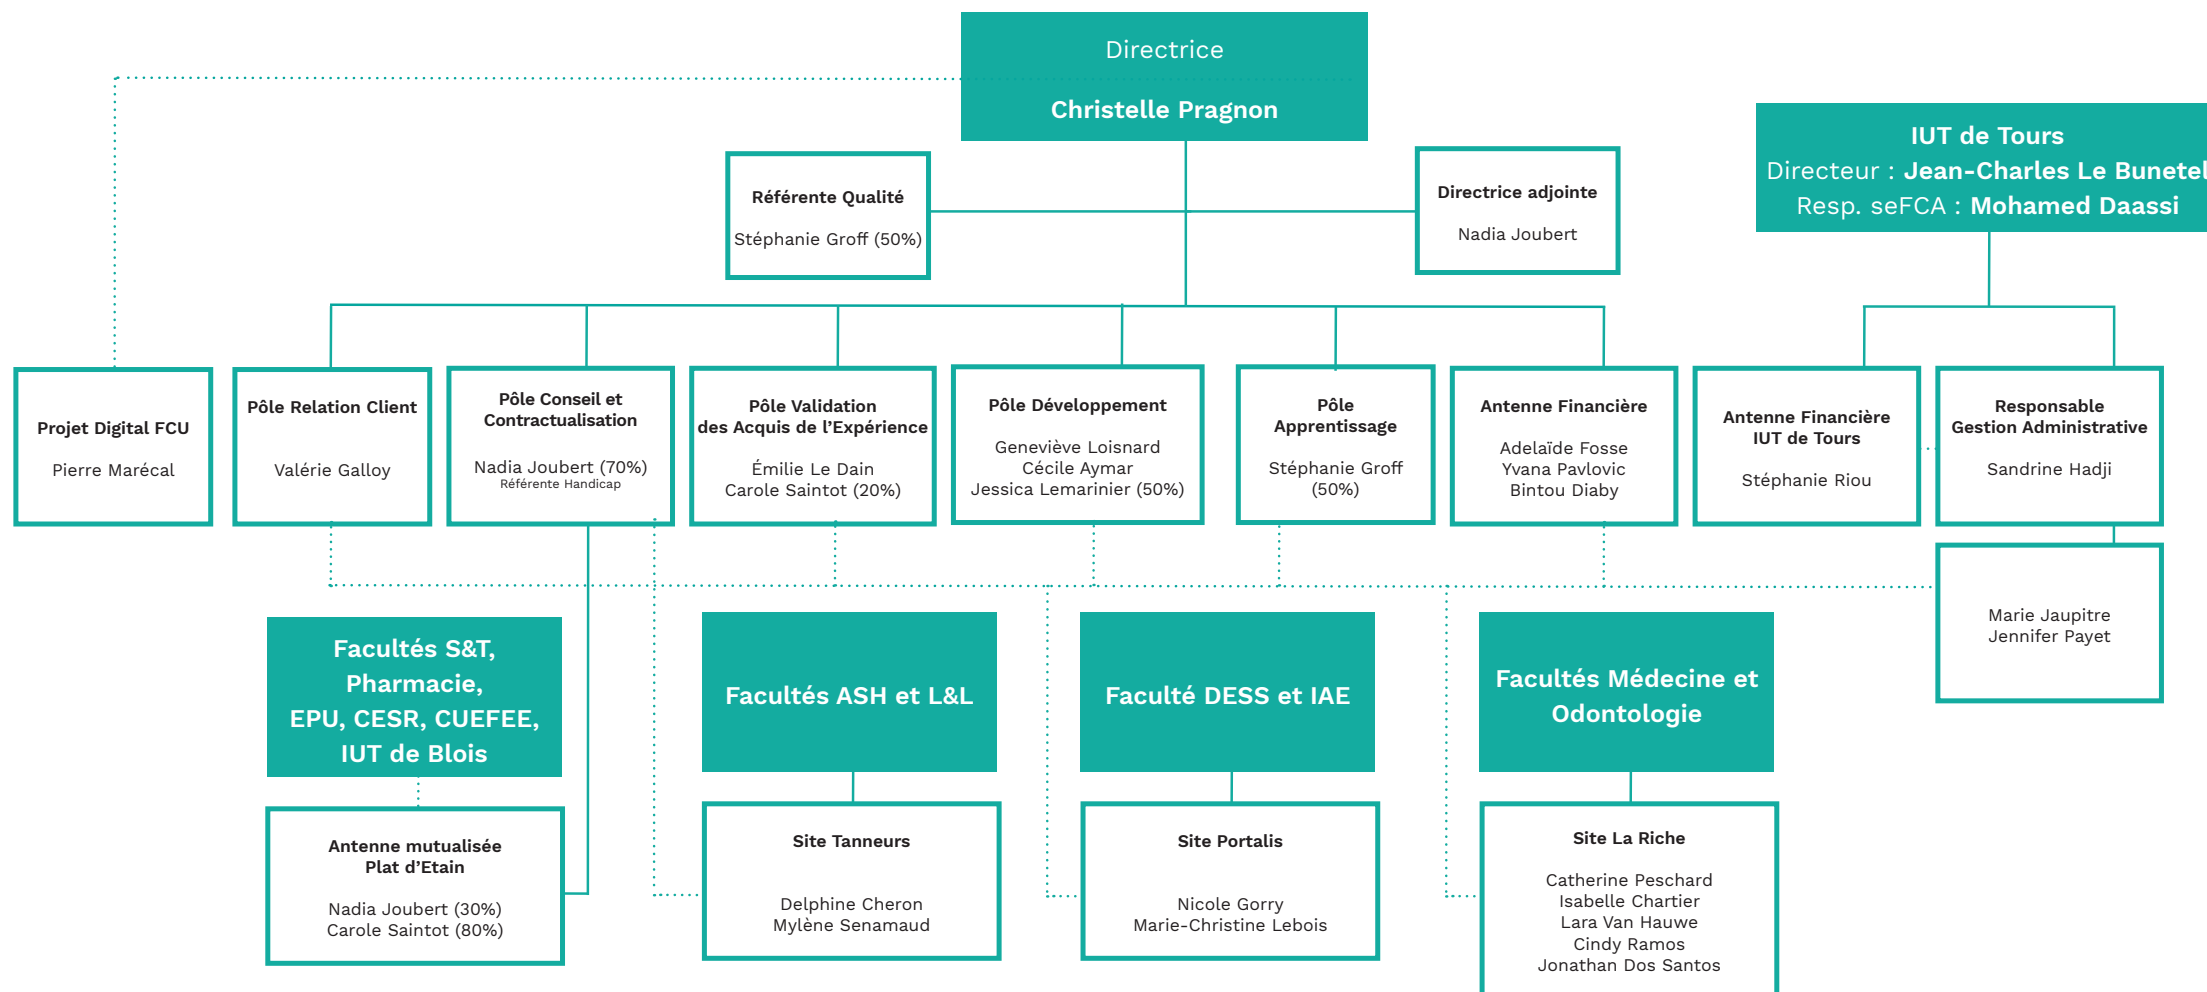 Directrice
Christelle Pragnon
IUT de Tours
Directeur : Jean-Charles Le Bunetel
Resp. seFCA : Mohamed Daassi
Référente Qualité
Stéphanie Groff (50%)
Directrice adjointe
Nadia Joubert
Projet Digital FCU
Pierre Marécal
Pôle Relation Client
Valérie Galloy
Pôle Conseil et
Contractualisation
Nadia Joubert (70%)
Référente Handicap
Pôle Validation
des Acquis de l’Expérience
Émilie Le Dain
Carole Saintot (20%)
Pôle Développement
Geneviève Loisnard
Cécile Aymar
Jessica Lemarinier (50%)
Pôle
Apprentissage
Stéphanie Groff
(50%)
Antenne Financière
Adelaïde Fosse
Yvana Pavlovic
Bintou Diaby
Antenne Financière
IUT de Tours
Stéphanie Riou
Responsable
Gestion Administrative
Sandrine Hadji
Marie Jaupitre
Jennifer Payet
Facultés S&T,
Pharmacie,
EPU, CESR, CUEFEE,
IUT de Blois
Facultés ASH et L&L
Faculté DESS et IAE
Facultés Médecine et
Odontologie
Antenne mutualisée
Plat d’Etain
Nadia Joubert (30%)
Carole Saintot (80%)
Site Tanneurs
Delphine Cheron
Mylène Senamaud
Site Portalis
Nicole Gorry
Marie-Christine Lebois
Site La Riche
Catherine Peschard
Isabelle Chartier
Lara Van Hauwe
Cindy Ramos
Jonathan Dos Santos